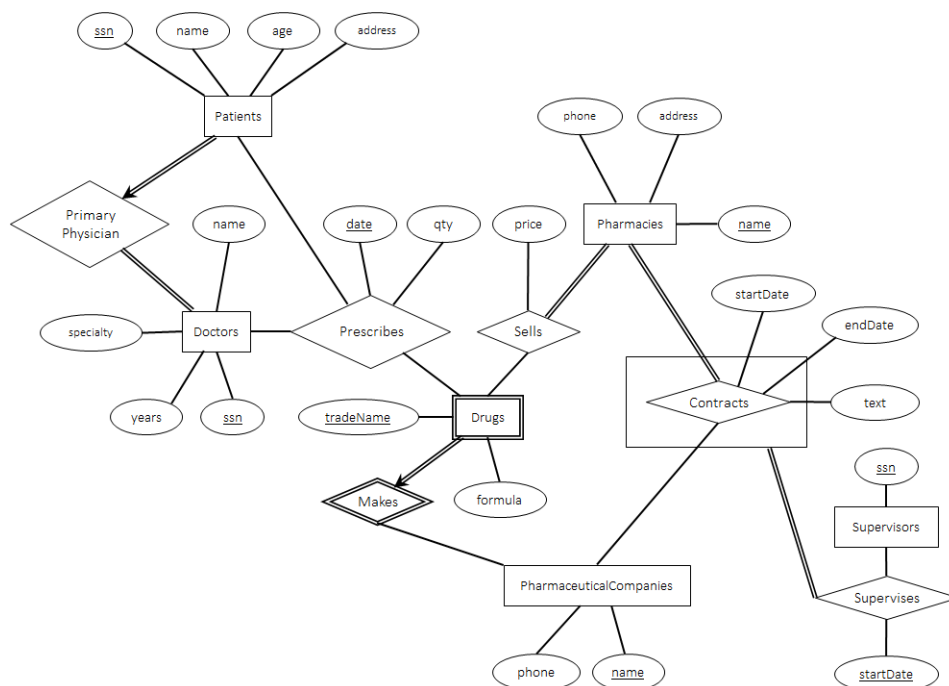 ssn
name
age
address
Patients
phone
address
Primary
Physician
name
date
qty
price
Pharmacies
name
startDate
endDate
specialty
Doctors
Prescribes
Sells
Contracts
text
years
ssn
tradeName
Drugs
ssn
Makes
formula
Supervisors
PharmaceuticalCompanies
Supervises
phone
name
startDate